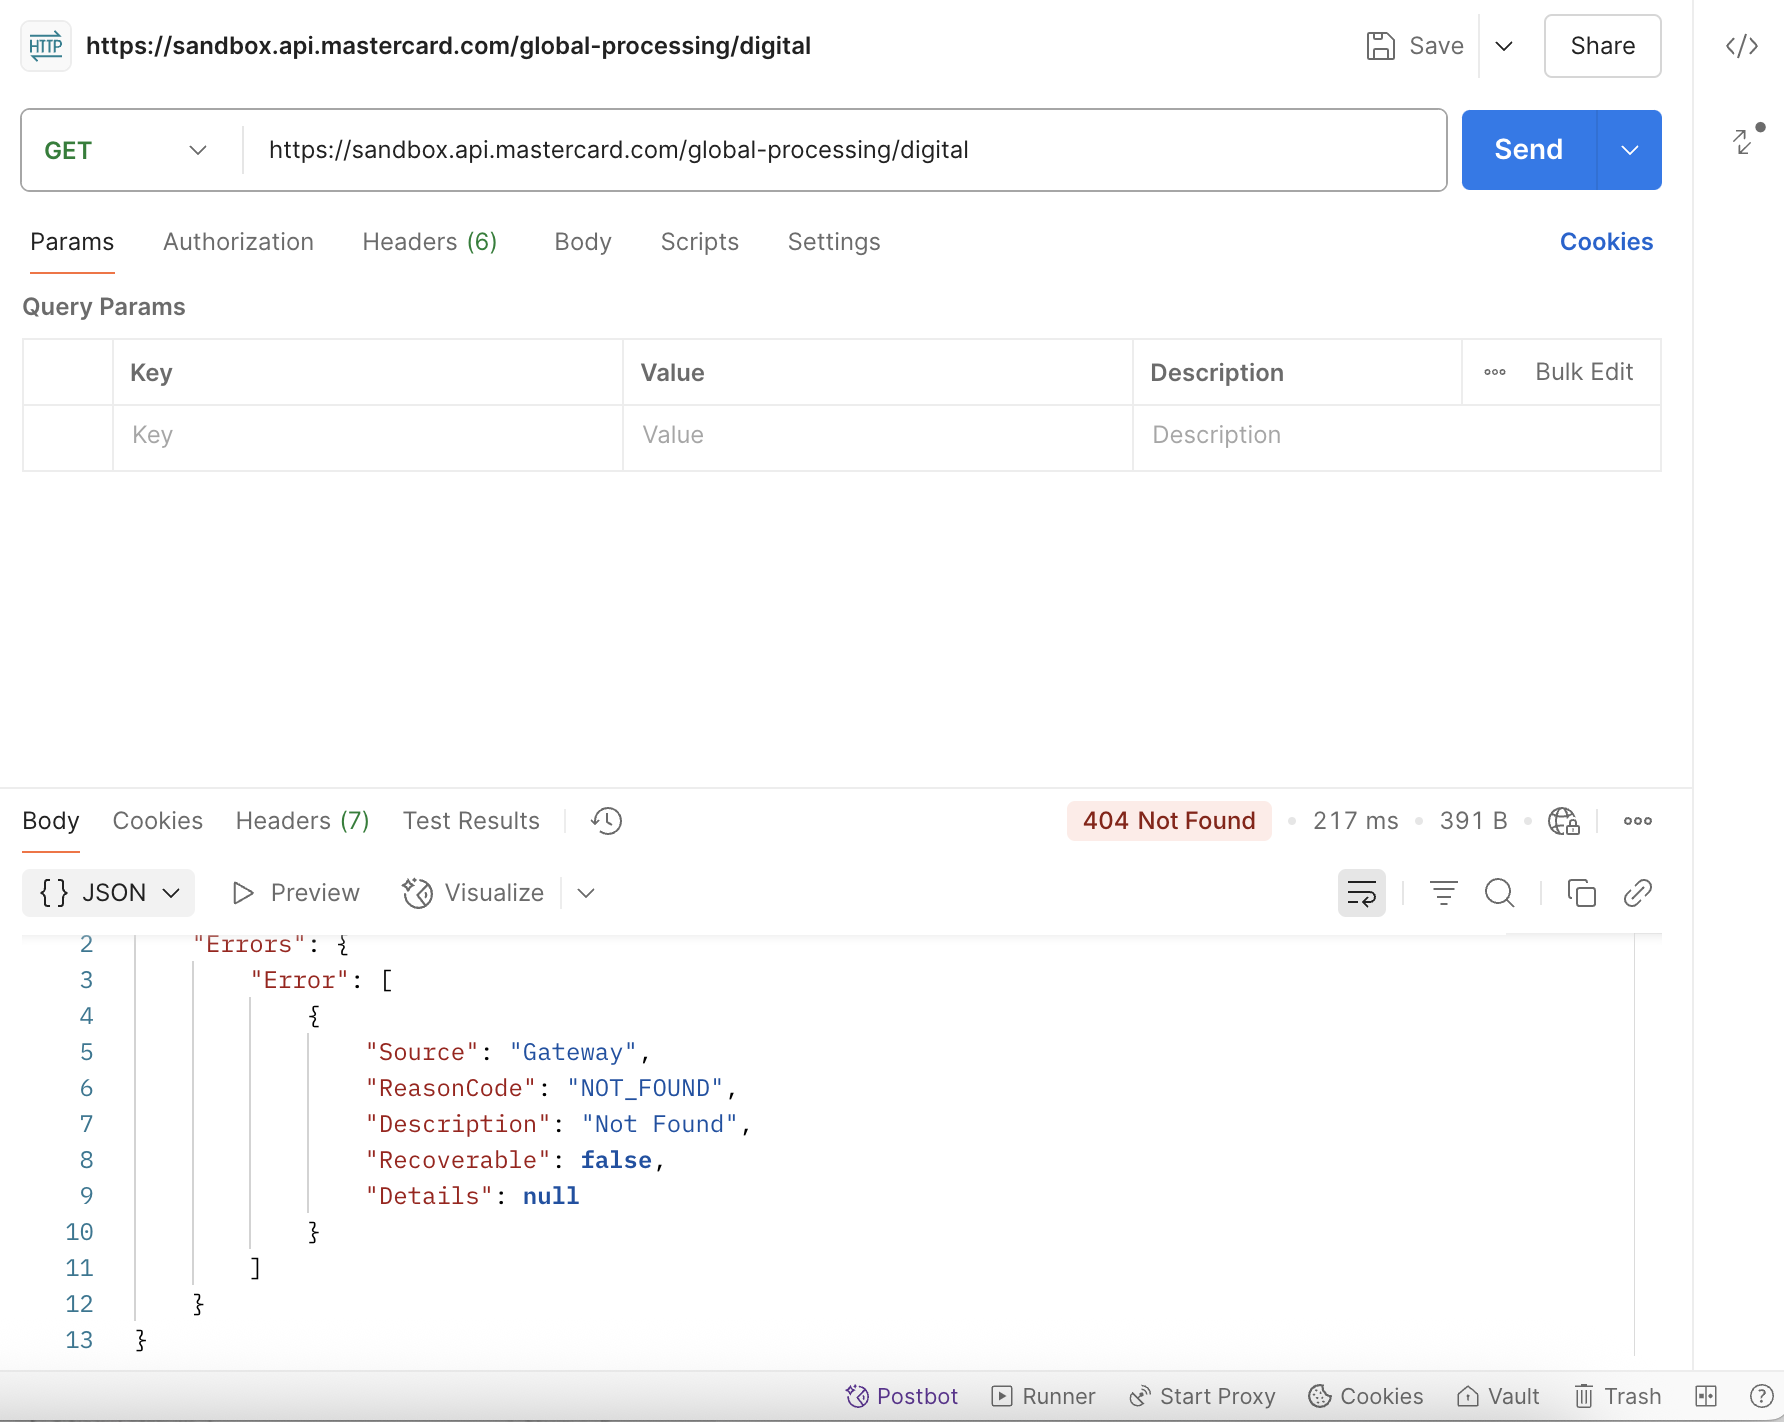 HTTP https://sandbox.api.mastercard.com/global-processing/digital Save Share
GET https://sandbox.api.mastercard.com/global-processing/digital Send
Params Authorization Headers (6) Body Scripts Settings Cookies
Query Params
Key Value Description Bulk Edit
Key Value Description
Body Cookies Headers (7) Test Results 404 Not Found 217 ms 391 B
{} JSON Preview Visualize
2 "Errors": {
3 "Error": [
4 {
5 "Source": "Gateway",
6 "ReasonCode": "NOT_FOUND",
7 "Description": "Not Found",
8 "Recoverable": false,
9 "Details": null
10 }
11 ]
12 }
13 }
Postbot Runner Start Proxy Cookies Vault Trash